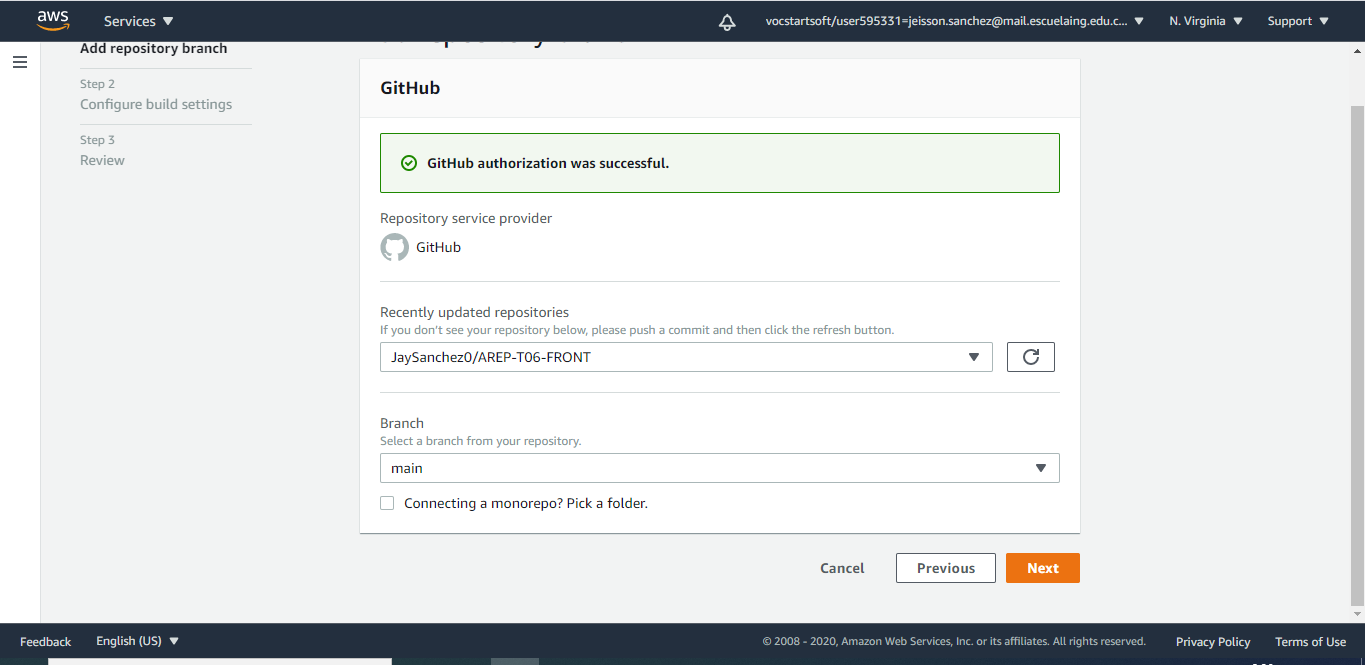 aws Services vocstartsoft/user595331=jeisson.sanchez@mail.escuelaing.edu.c... N. Virginia Support
Add repository branch
Step 2
Configure build settings
Step 3
Review
GitHub
GitHub authorization was successful.
Repository service provider
GitHub
Recently updated repositories
If you don't see your repository below, please push a commit and then click the refresh button.
JaySanchez0/AREP-T06-FRONT
Branch
Select a branch from your repository.
main
Connecting a monorepo? Pick a folder.
Cancel Previous Next
Feedback English (US) © 2008 - 2020, Amazon Web Services, Inc. or its affiliates. All rights reserved. Privacy Policy Terms of Use